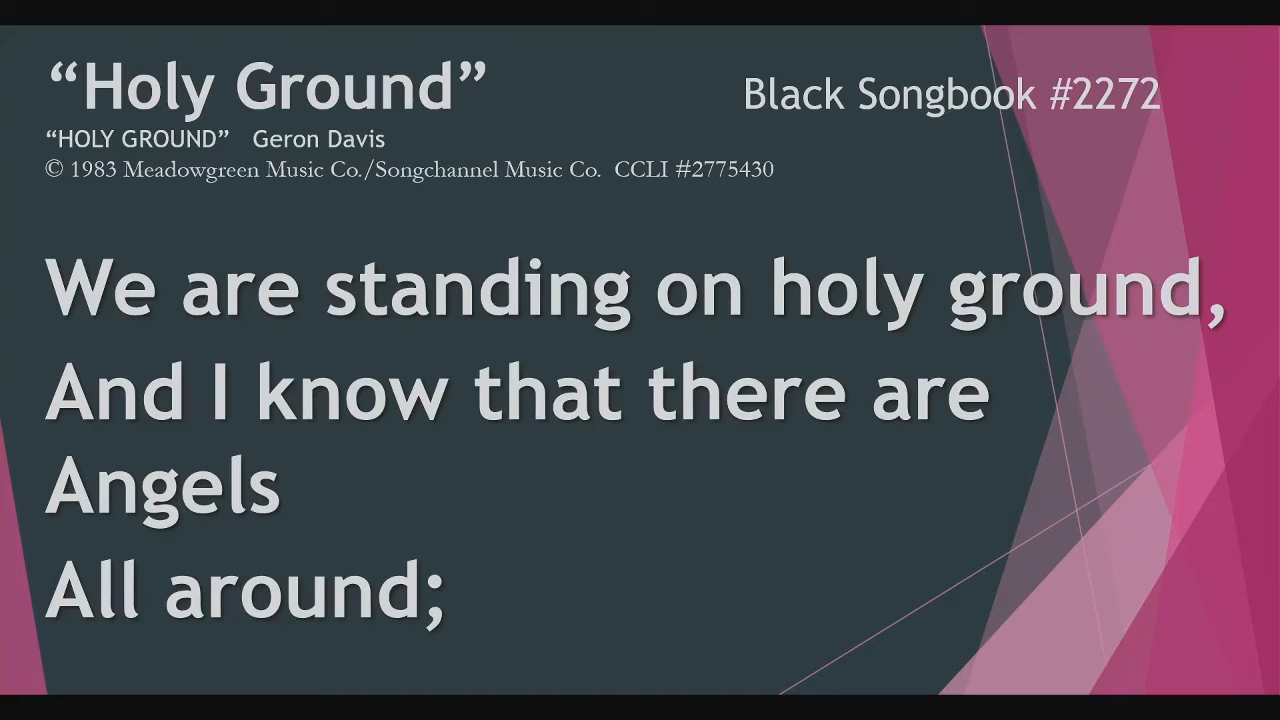 “Holy Ground” Black Songbook #2272
“HOLY GROUND” Geron Davis
© 1983 Meadowgreen Music Co./Songchannel Music Co. CCLI #2775430
We are standing on holy ground,
And I know that there are
Angels
All around;